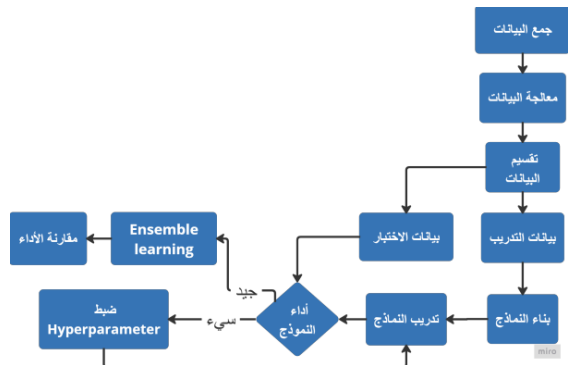 جمع البيانات
معالجة البيانات
تقسيم
البيانات
بيانات التدريب
بيانات الاختبار
Ensemble
learning
مقارنة الأداء
جيد
سيء
أداء
النموذج
تدريب النماذج
بناء النماذج
ضبط
Hyperparameter
miro